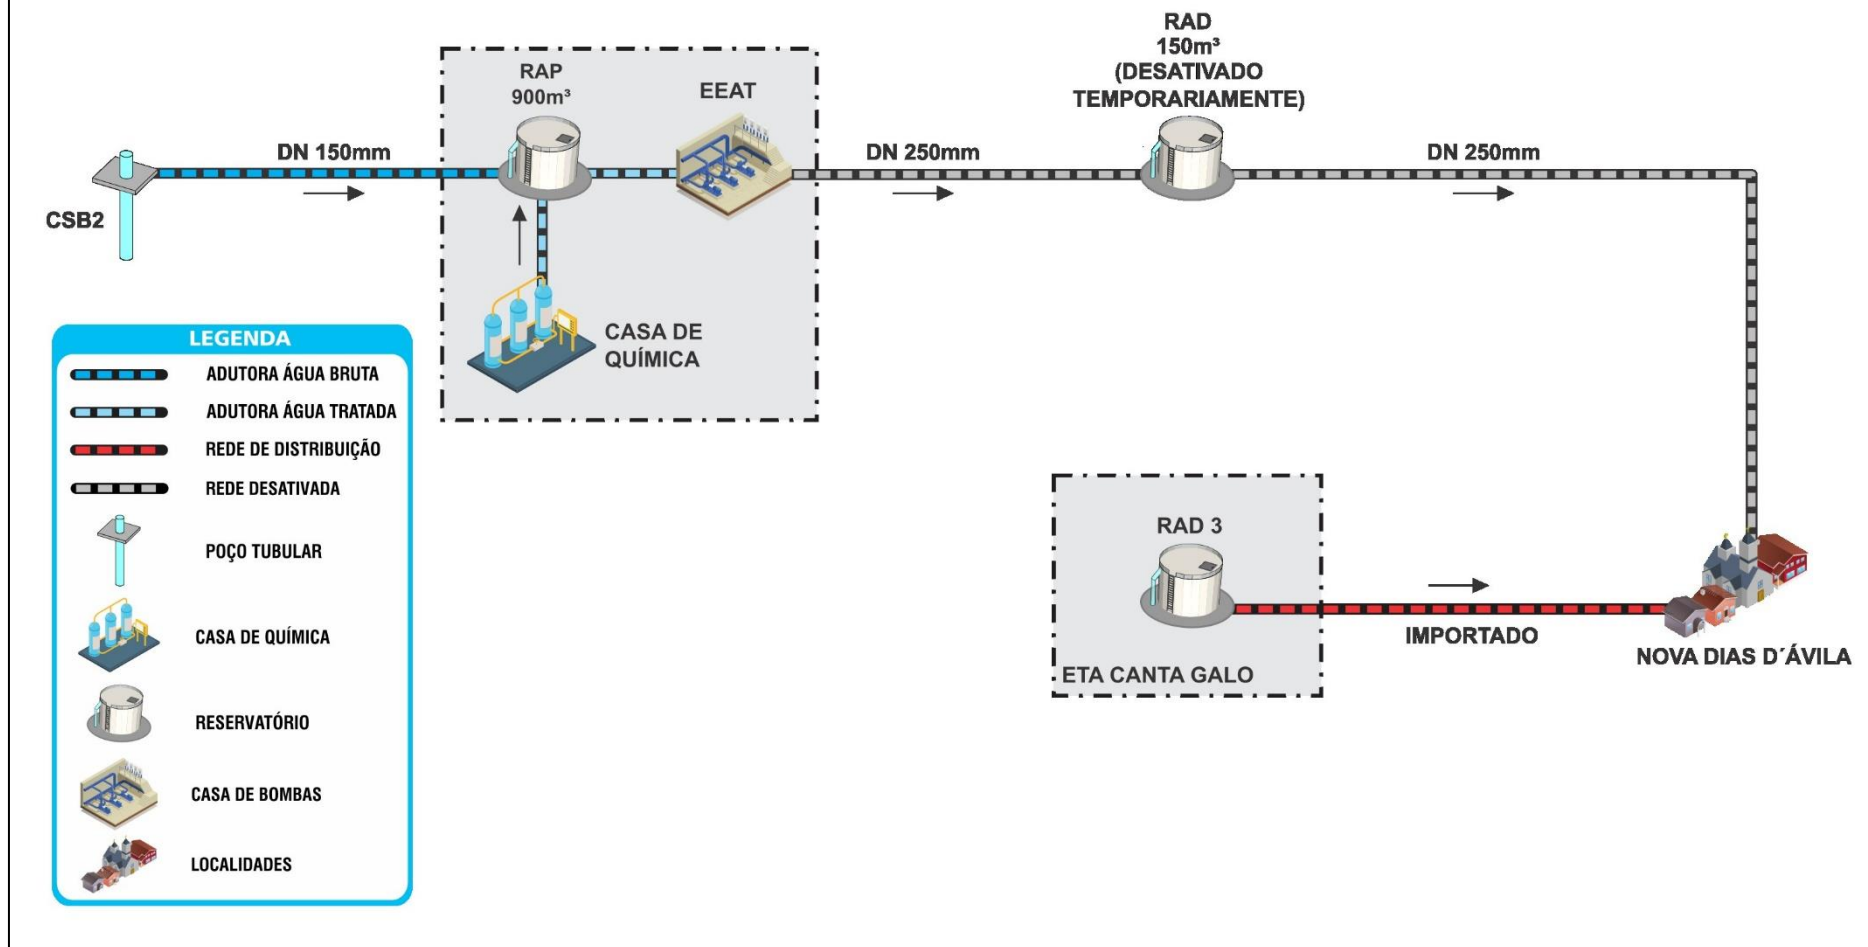 RAD
150m³
(DESATIVADO
TEMPORARIAMENTE)
RAP
900m³
EEAT
DN 150mm
DN 250mm
DN 250mm
CSB2
CASA DE
QUÍMICA
LEGENDA
ADUTORA ÁGUA BRUTA
ADUTORA ÁGUA TRATADA
REDE DE DISTRIBUIÇÃO
REDE DESATIVADA
POÇO TUBULAR
CASA DE QUÍMICA
RESERVATÓRIO
CASA DE BOMBAS
LOCALIDADES
RAD 3
ETA CANTA GALO
IMPORTADO
NOVA DIAS D´ÁVILA